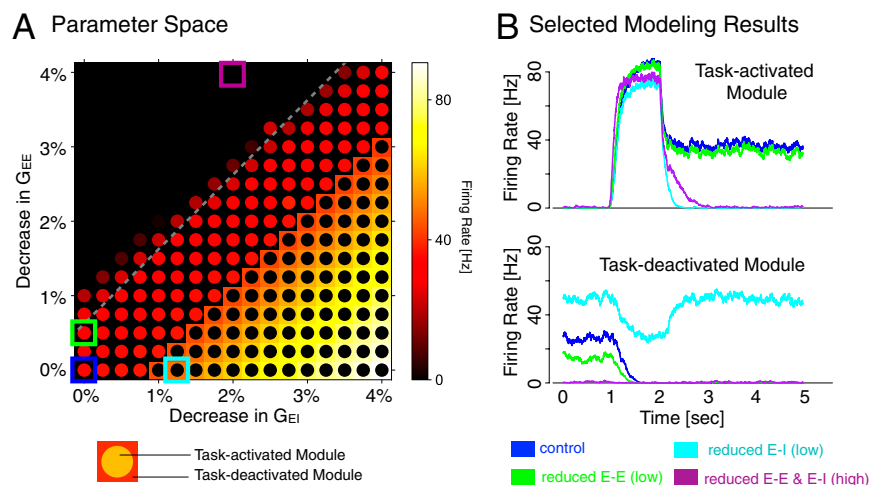 A Parameter Space
4%
3%
2%
1%
0%
Decrease in GEE
0%
1%
2%
3%
4%
Decrease in GEI
80
40
0
Firing Rate [Hz]
Task-activated Module
Task-deactivated Module
B Selected Modeling Results
80
40
0
Firing Rate [Hz]
Task-activated
Module
80
40
0
Firing Rate [Hz]
Task-deactivated Module
0
1
2
3
4
5
Time [sec]
control
reduced E-I (low)
reduced E-E (low)
reduced E-E & E-I (high)